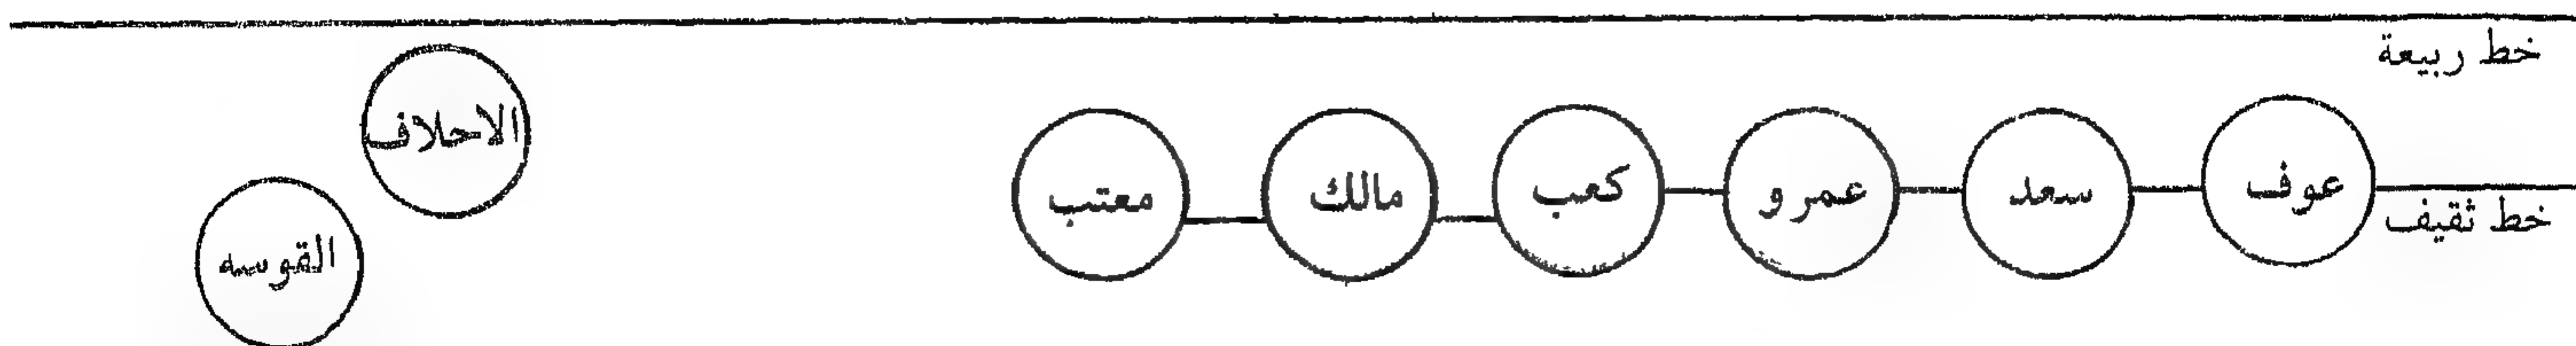 خط ربيعة
عوف سعد عمرو كعب مالك معتب
خط ثقيف
الاحلاف
القوسه